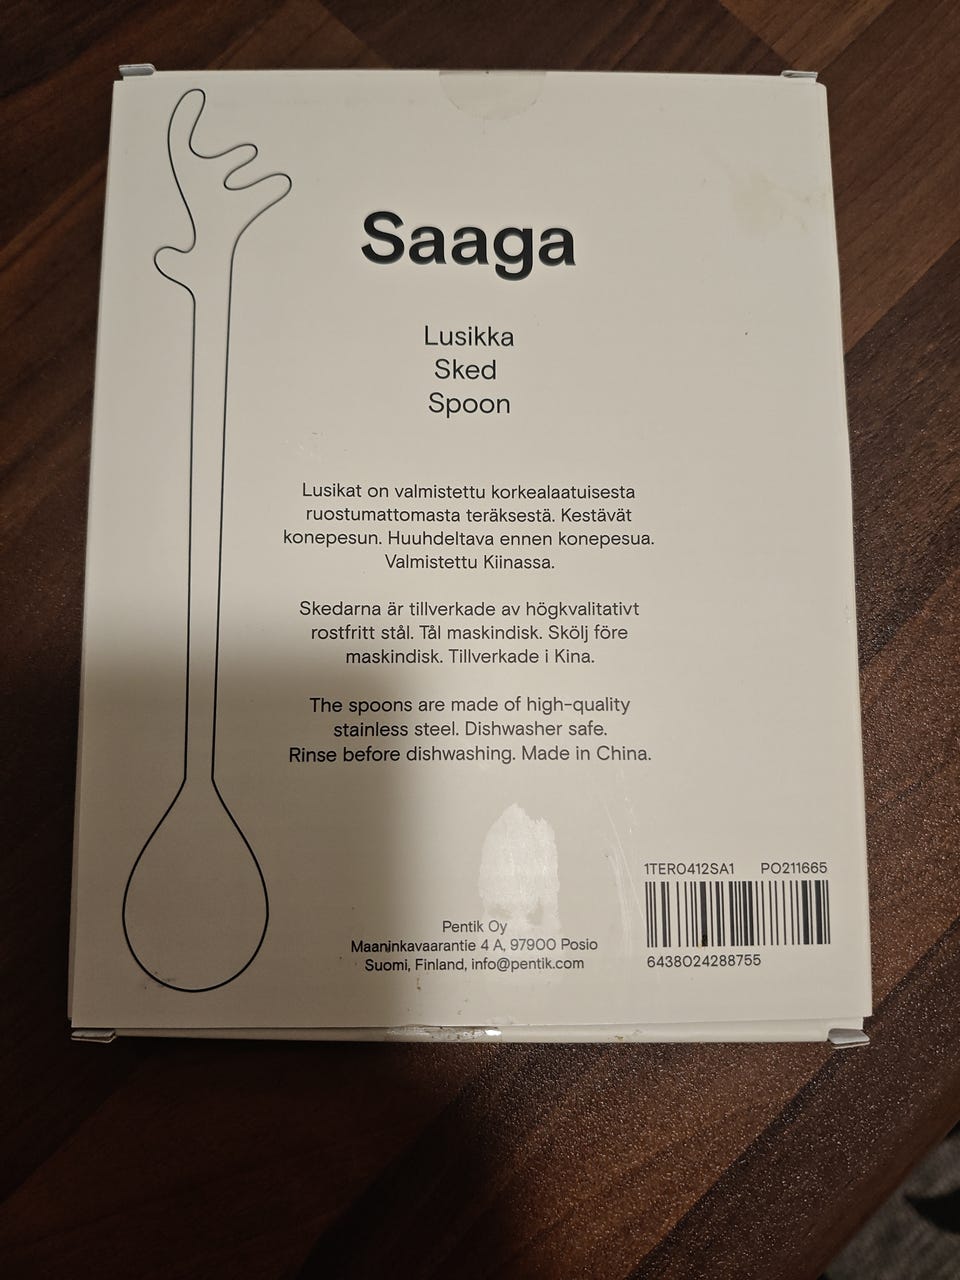 Saaga
Lusikka
Sked
Spoon
Lusikat on valmistettu korkealaatuisesta
ruostumattomasta teräksestä. Kestävät
konepesun. Huuhdeltava ennen konepesua.
Valmistettu Kiinassa.
Skedarna är tillverkade av högkvalitativt
rostfritt stål. Tål maskindisk. Skölj före
maskindisk. Tillverkade i Kina.
The spoons are made of high-quality
stainless steel. Dishwasher safe.
Rinse before dishwashing. Made in China.
1TER0412SA1 PO211665
6438024288755
Pentik Oy
Maaninkavaarantie 4 A, 97900 Posio
Suomi, Finland, info@pentik.com